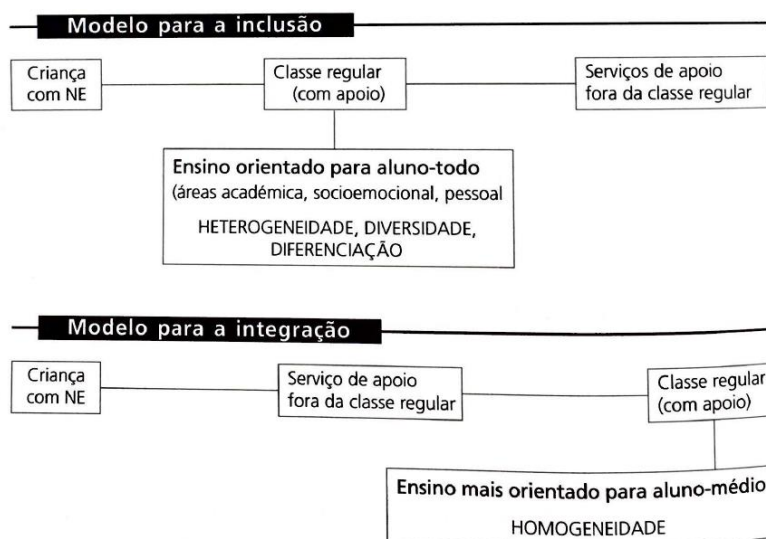 Modelo para a inclusão
Criança
com NE
Classe regular
(com apoio)
Serviços de apoio
fora da classe regular
Ensino orientado para aluno-todo
(áreas académica, socioemocional, pessoal
HETEROGENEIDADE, DIVERSIDADE,
DIFERENCIAÇÃO
Modelo para a integração
Criança
com NE
Serviço de apoio
fora da classe regular
Classe regular
(com apoio)
Ensino mais orientado para aluno-médio
HOMOGENEIDADE